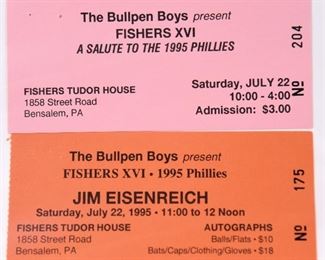 The Bullpen Boys present
FISHERS XVI
A SALUTE TO THE 1995 PHILLIES
Saturday, JULY 22
10:00 - 4:00
Admission: $3.00
FISHERS TUDOR HOUSE
1858 Street Road
Bensalem, PA
Nº 204
The Bullpen Boys present
FISHERS XVI • 1995 Phillies
JIM EISENREICH
Saturday, July 22, 1995 • 11:00 to 12 Noon
FISHERS TUDOR HOUSE
1858 Street Road
Bensalem, PA
AUTOGRAPHS
Balls/Flats • $10
Bats/Caps/Clothing/Gloves • $18
Nº 175